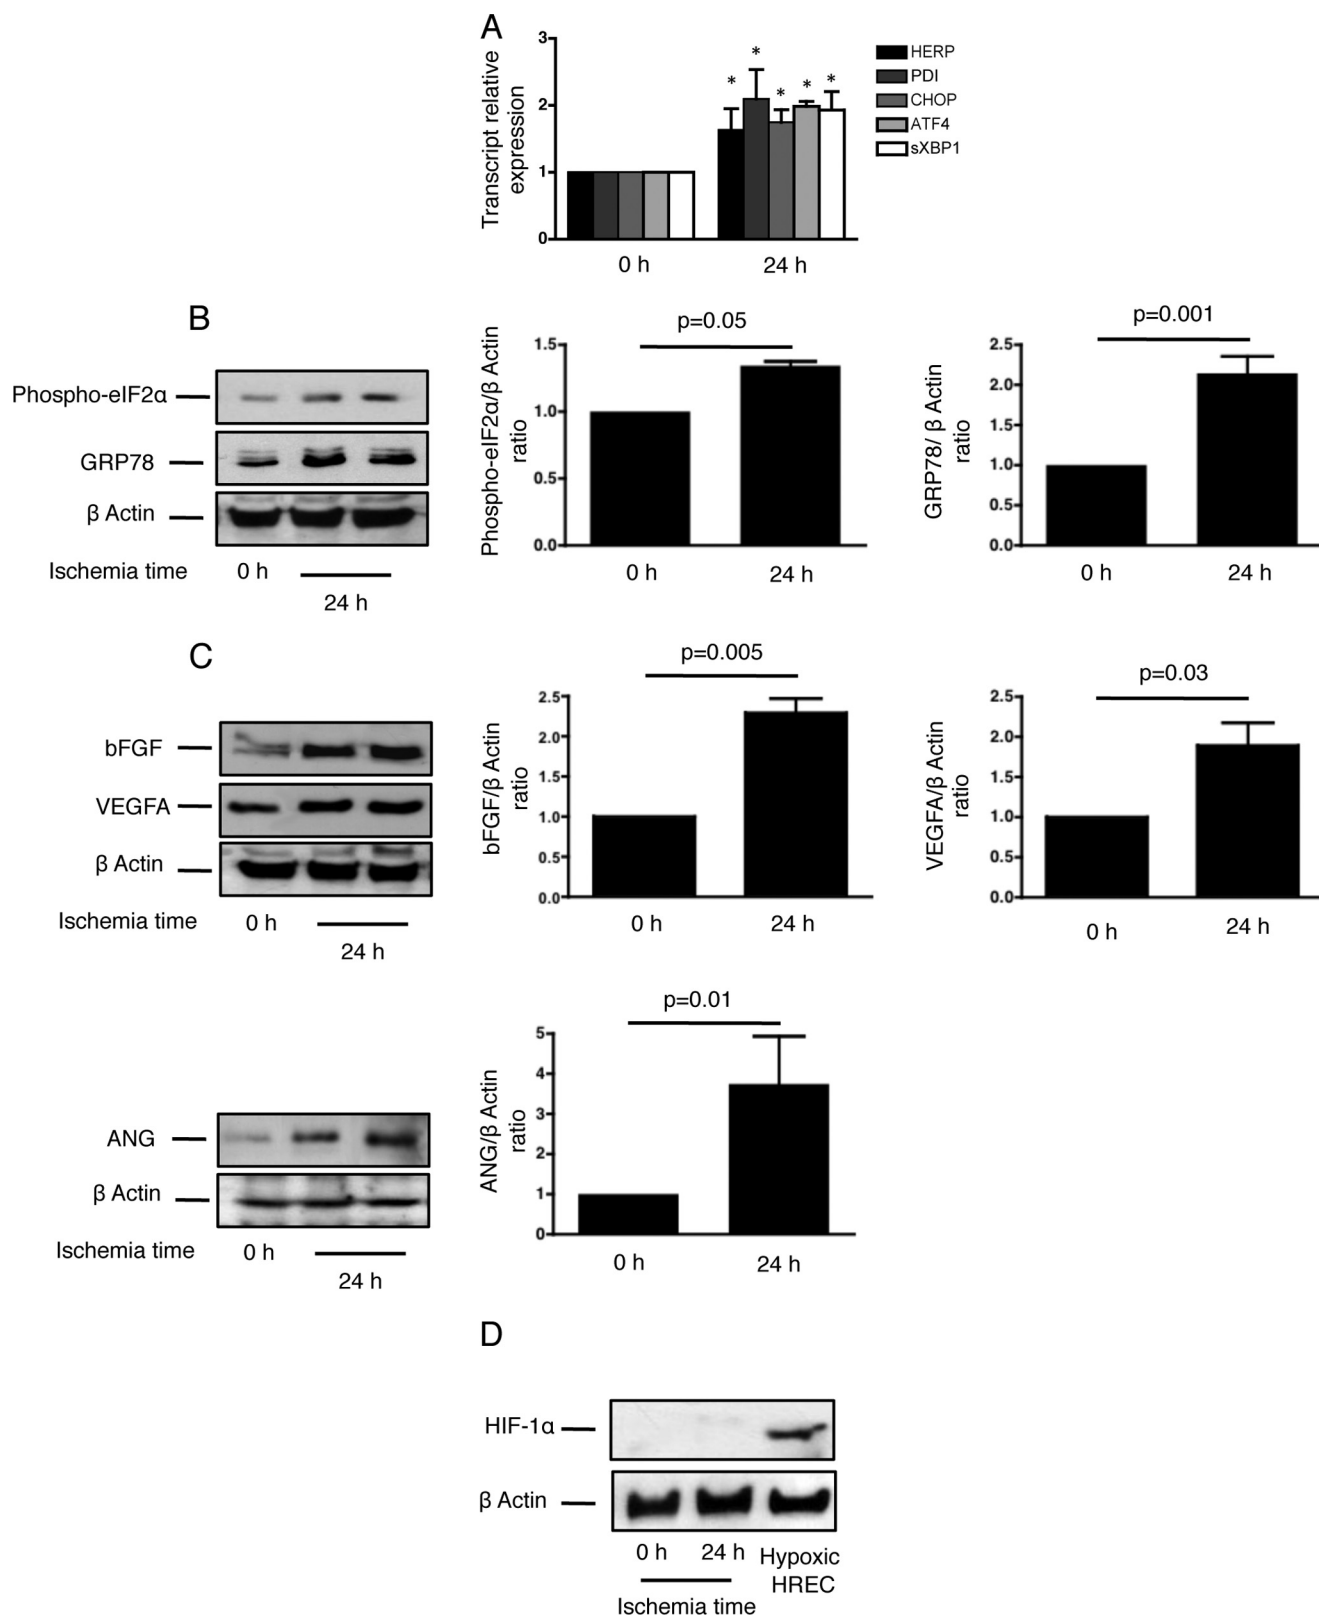 A
Transcript relative
expression
3
2
1
0
*
*
*
*
*
HERP
PDI
CHOP
ATF4
sXBP1
0 h
24 h
B
Phospho-eIF2α
GRP78
β Actin
Ischemia time
0 h
24 h
Phospho-eIF2α/β Actin
ratio
1.5
1.0
0.5
0.0
p=0.05
0 h
24 h
GRP78/ β Actin
ratio
2.5
2.0
1.5
1.0
0.5
0.0
p=0.001
0 h
24 h
C
bFGF
VEGFA
β Actin
Ischemia time
0 h
24 h
bFGF/β Actin
ratio
2.5
2.0
1.5
1.0
0.5
0.0
p=0.005
0 h
24 h
VEGFA/β Actin
ratio
2.5
2.0
1.5
1.0
0.5
0.0
p=0.03
0 h
24 h
ANG
β Actin
Ischemia time
0 h
24 h
ANG/β Actin
ratio
5
4
3
2
1
0
p=0.01
0 h
24 h
D
HIF-1α
β Actin
0 h
24 h
Hypoxic
HREC
Ischemia time